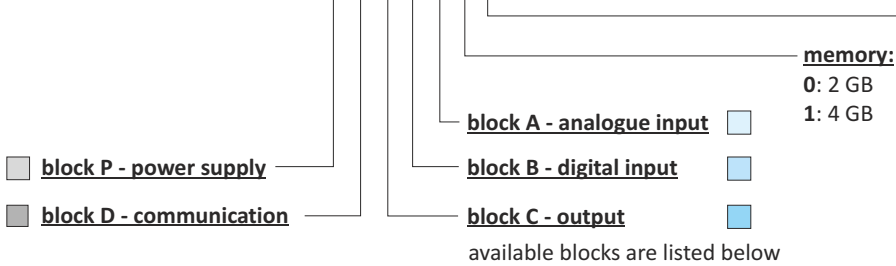 memory:
0: 2 GB
1: 4 GB
block A - analogue input
block P - power supply
block B - digital input
block D - communication
block C - output
available blocks are listed below